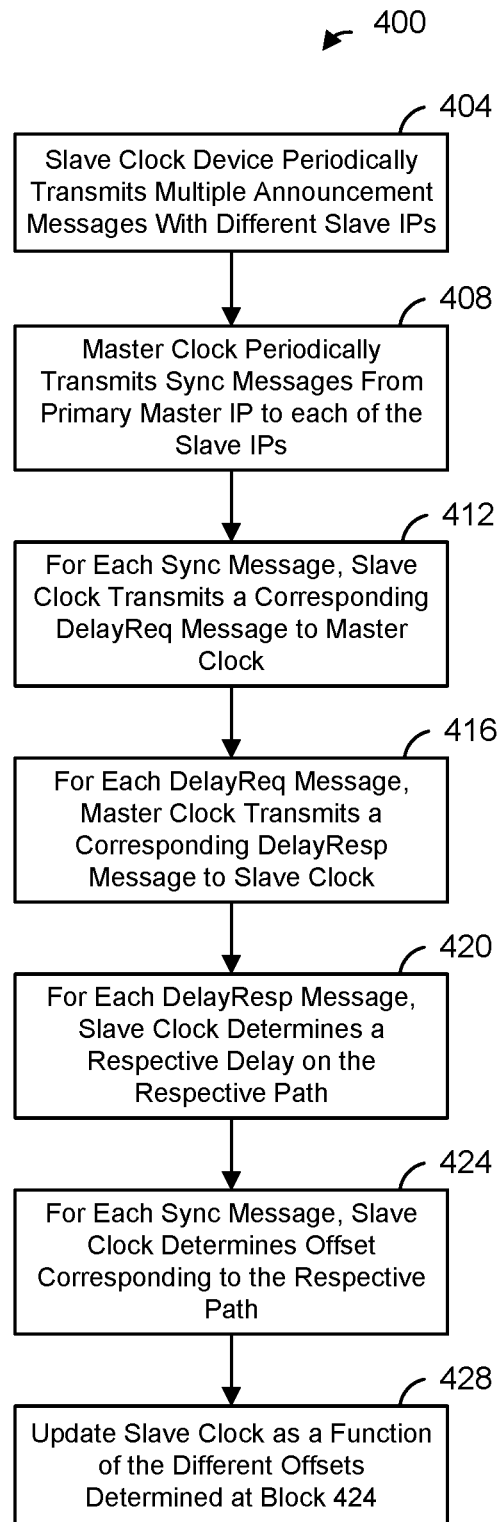 400
404
Slave Clock Device Periodically
Transmits Multiple Announcement
Messages With Different Slave IPs
408
Master Clock Periodically
Transmits Sync Messages From
Primary Master IP to each of the
Slave IPs
412
For Each Sync Message, Slave
Clock Transmits a Corresponding
DelayReq Message to Master
Clock
416
For Each DelayReq Message,
Master Clock Transmits a
Corresponding DelayResp
Message to Slave Clock
420
For Each DelayResp Message,
Slave Clock Determines a
Respective Delay on the
Respective Path
424
For Each Sync Message, Slave
Clock Determines Offset
Corresponding to the Respective
Path
428
Update Slave Clock as a Function
of the Different Offsets
Determined at Block 424